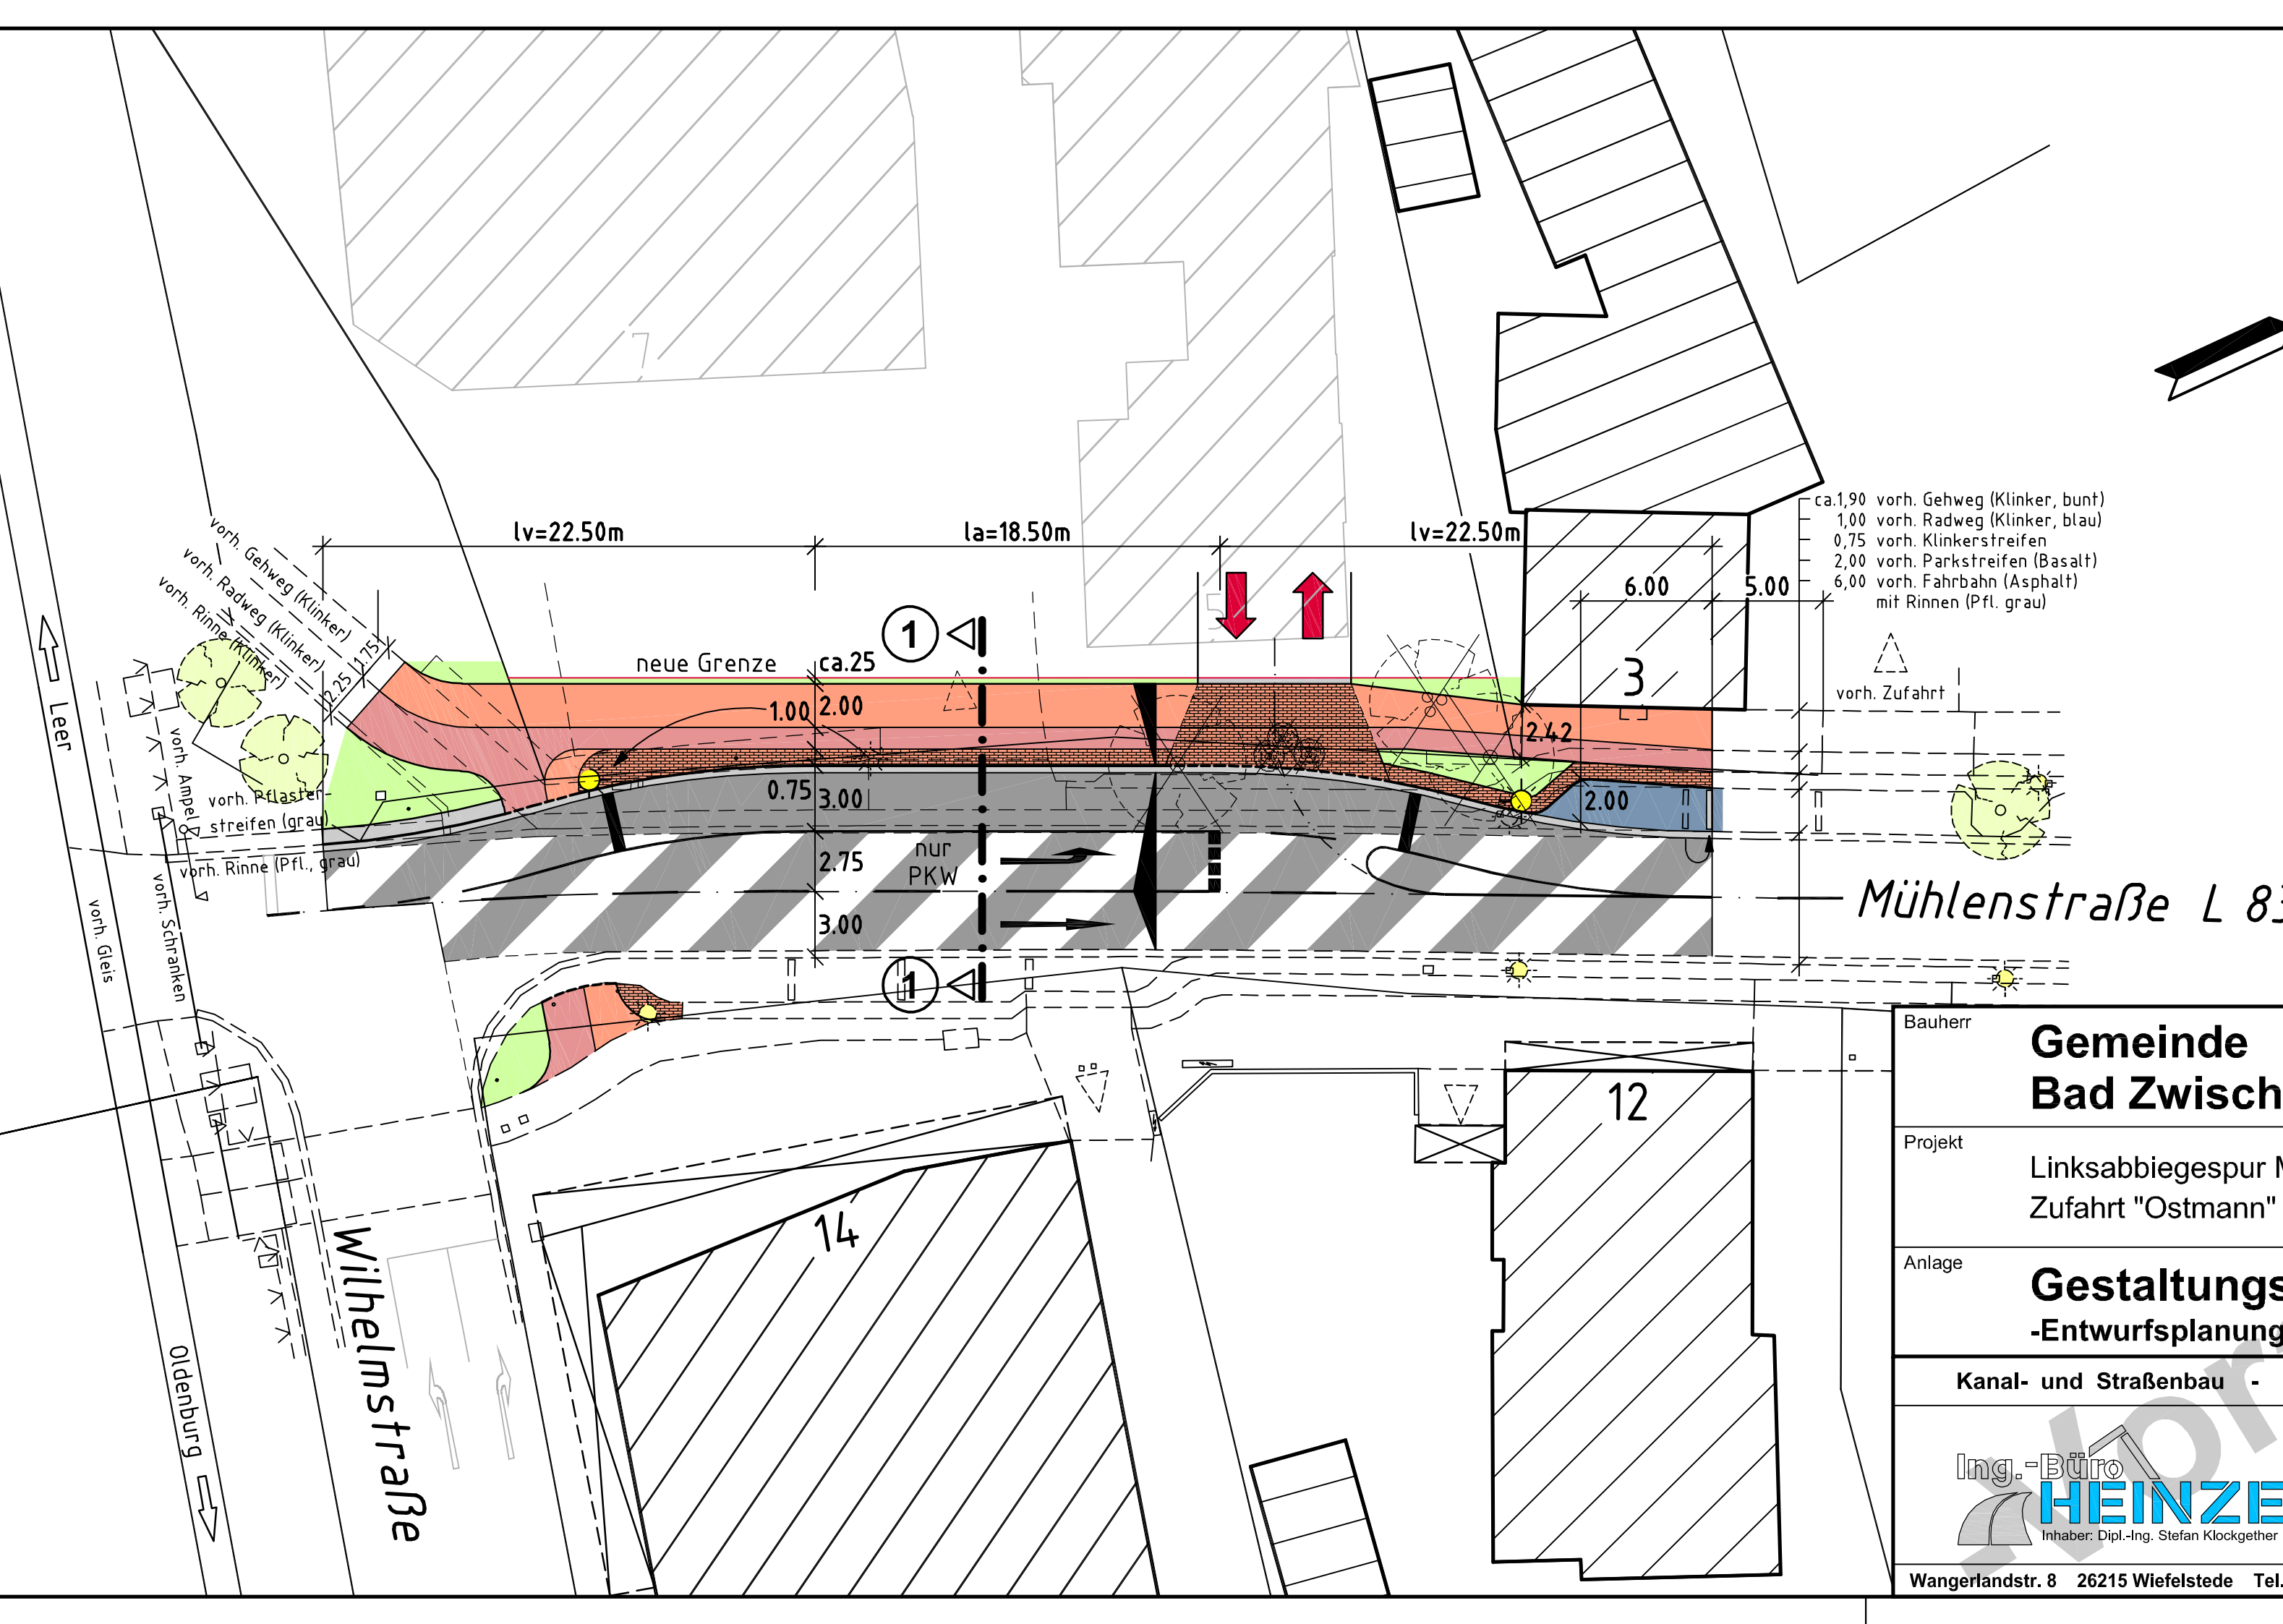 7
lv=22.50m
la=18.50m
lv=22.50m
ca.1,90 vorh. Gehweg (Klinker, bunt)
1,00 vorh. Radweg (Klinker, blau)
0,75 vorh. Klinkerstreifen
2,00 vorh. Parkstreifen (Basalt)
6,00 vorh. Fahrbahn (Asphalt)
mit Rinnen (Pfl. grau)
6.00
5.00
5
3
vorh. Zufahrt
vorh. Gehweg (Klinker)
vorh. Radweg (Klinker)
vorh. Rinne (Klinker)
1.75
2.25
1
neue Grenze
ca.25
1.00
2.00
2.42
0.75
3.00
2.00
2.75
3.00
nur
PKW
Leer
vorh. Ampel
vorh. Pflaster-
streifen (grau)
vorh. Rinne (Pfl., grau)
vorh. Schranken
vorh. Gleis
Mühlenstraße L 83
1
12
14
Wilhelmstraße
Oldenburg
Bauherr
Gemeinde
Bad Zwisch
Projekt
Linksabbiegespur M
Zufahrt "Ostmann"
Anlage
Gestaltungs
-Entwurfsplanung
Kanal- und Straßenbau -
-Vor
Ing.-Büro
HEINZE
Inhaber: Dipl.-Ing. Stefan Klockgether
Wangerlandstr. 8 26215 Wiefelstede Tel.